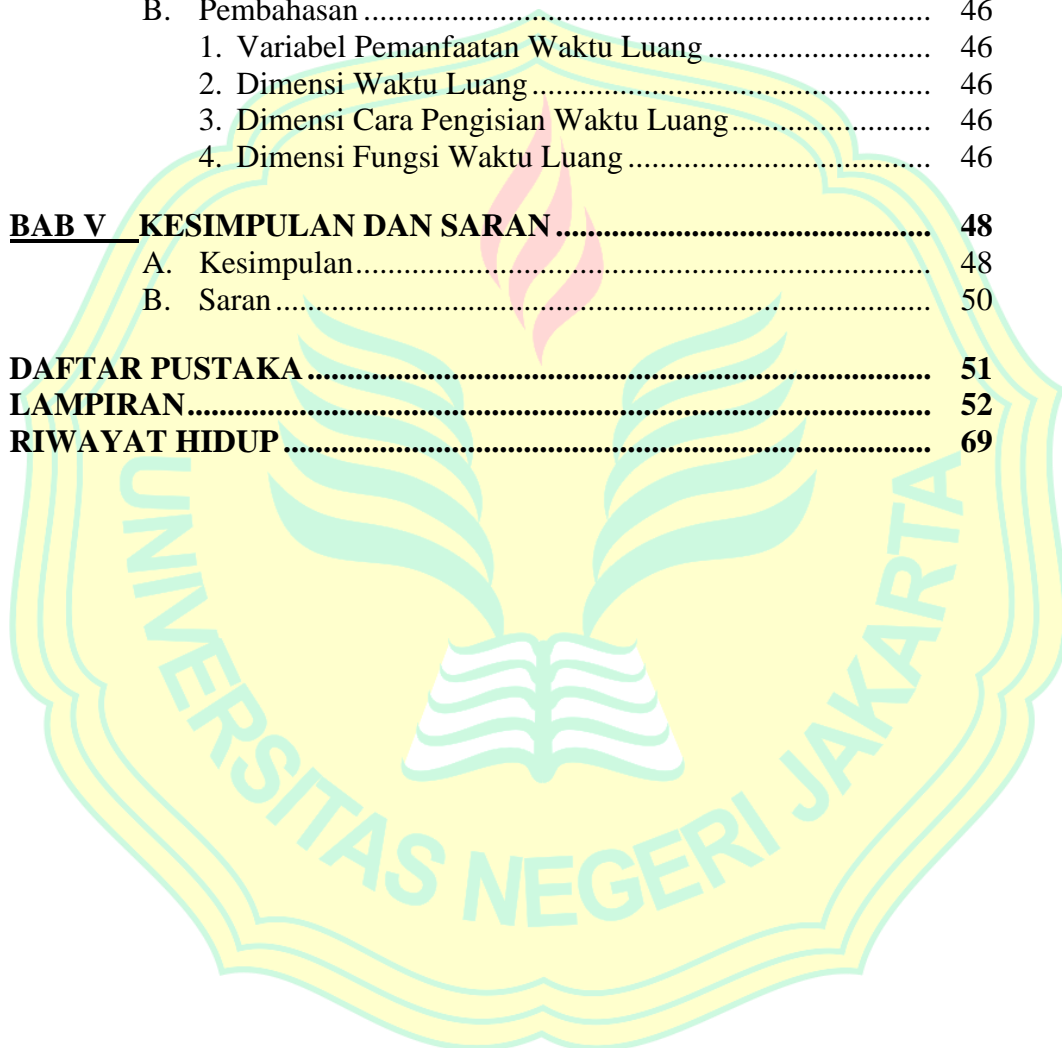 B. Pembahasan ........................................................................ 46
1. Variabel Pemanfaatan Waktu Luang ............................ 46
2. Dimensi Waktu Luang .................................................. 46
3. Dimensi Cara Pengisian Waktu Luang ......................... 46
4. Dimensi Fungsi Waktu Luang ...................................... 46
BAB V KESIMPULAN DAN SARAN ............................................... 48
A. Kesimpulan ........................................................................ 48
B. Saran .................................................................................. 50
DAFTAR PUSTAKA .............................................................................. 51
LAMPIRAN ............................................................................................. 52
RIWAYAT HIDUP ................................................................................. 69
UNIVERSITAS NEGERI JAKARTA